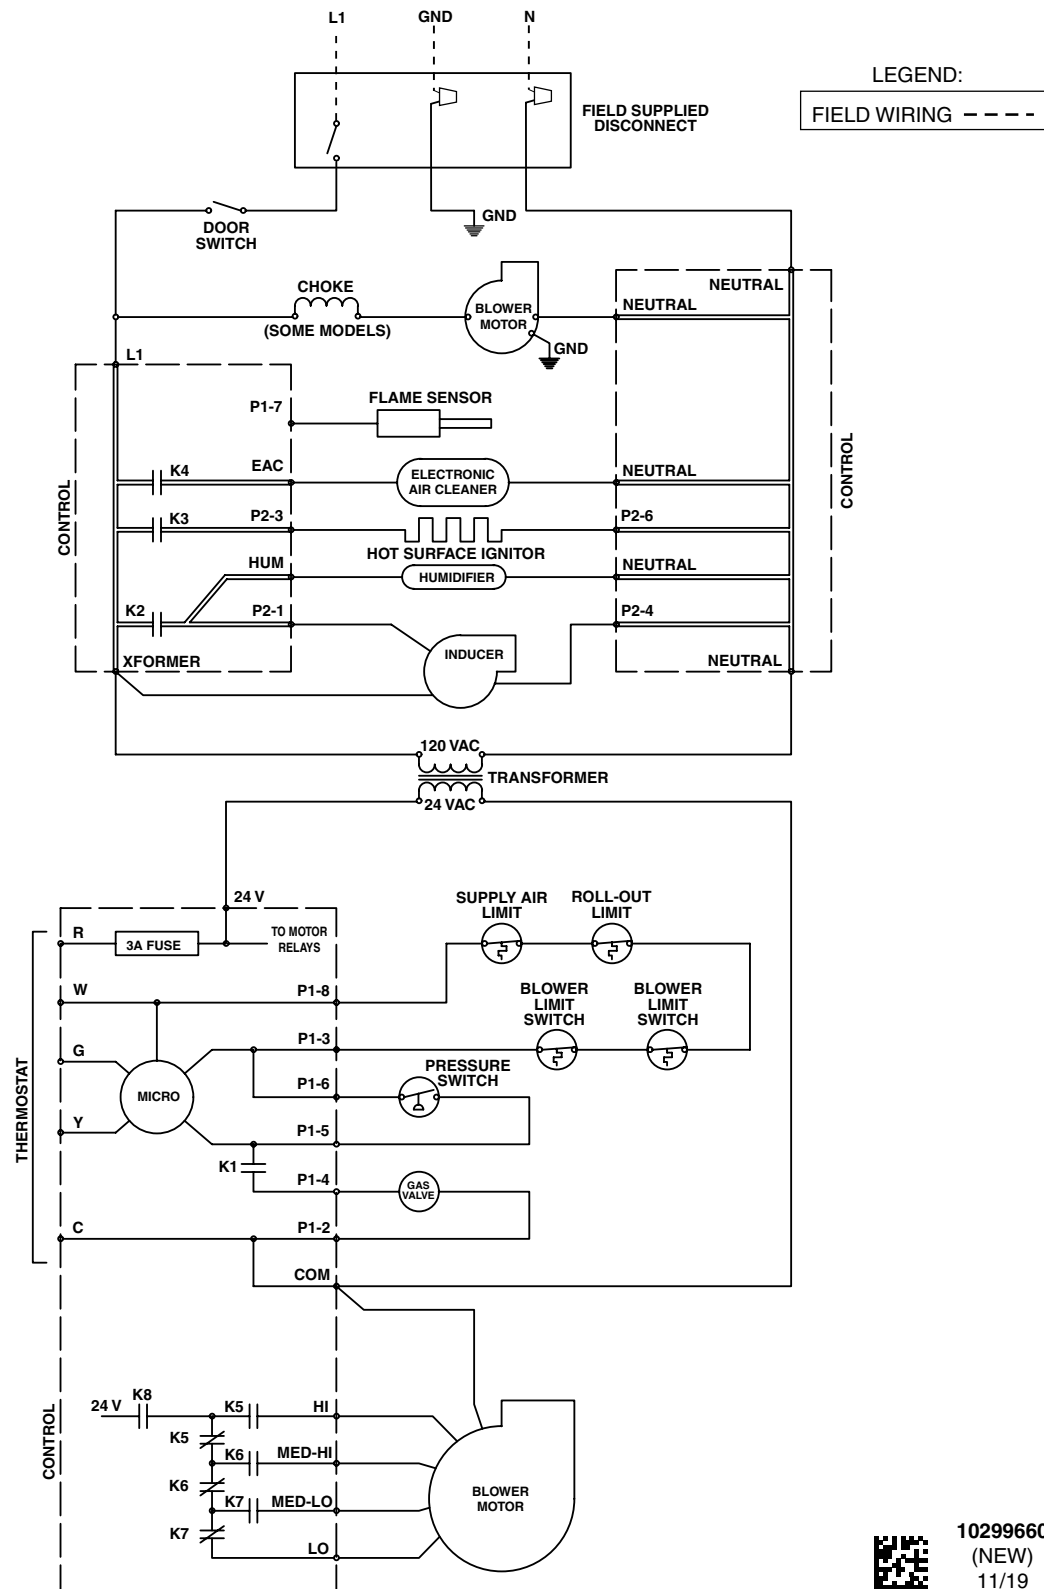 L1
GND
N
LEGEND:
FIELD WIRING
FIELD SUPPLIED
DISCONNECT
DOOR
SWITCH
GND
NEUTRAL
CHOKE
(SOME MODELS)
BLOWER
MOTOR
NEUTRAL
GND
L1
P1-7
FLAME SENSOR
CONTROL
CONTROL
K4
EAC
ELECTRONIC
AIR CLEANER
NEUTRAL
K3
P2-3
HOT SURFACE IGNITOR
P2-6
HUM
HUMIDIFIER
NEUTRAL
K2
P2-1
P2-4
INDUCER
XFORMER
NEUTRAL
120 VAC
TRANSFORMER
24 VAC
24 V
SUPPLY AIR
LIMIT
ROLL-OUT
LIMIT
R
3A FUSE
TO MOTOR
RELAYS
W
P1-8
BLOWER
LIMIT
SWITCH
BLOWER
LIMIT
SWITCH
G
P1-3
THERMOSTAT
MICRO
P1-6
PRESSURE
SWITCH
Y
P1-5
K1
P1-4
GAS
VALVE
C
P1-2
COM
CONTROL
24 V
K8
K5
HI
K5
K6
MED-HI
K6
K7
MED-LO
K7
LO
BLOWER
MOTOR
10299660
(NEW)
11/19